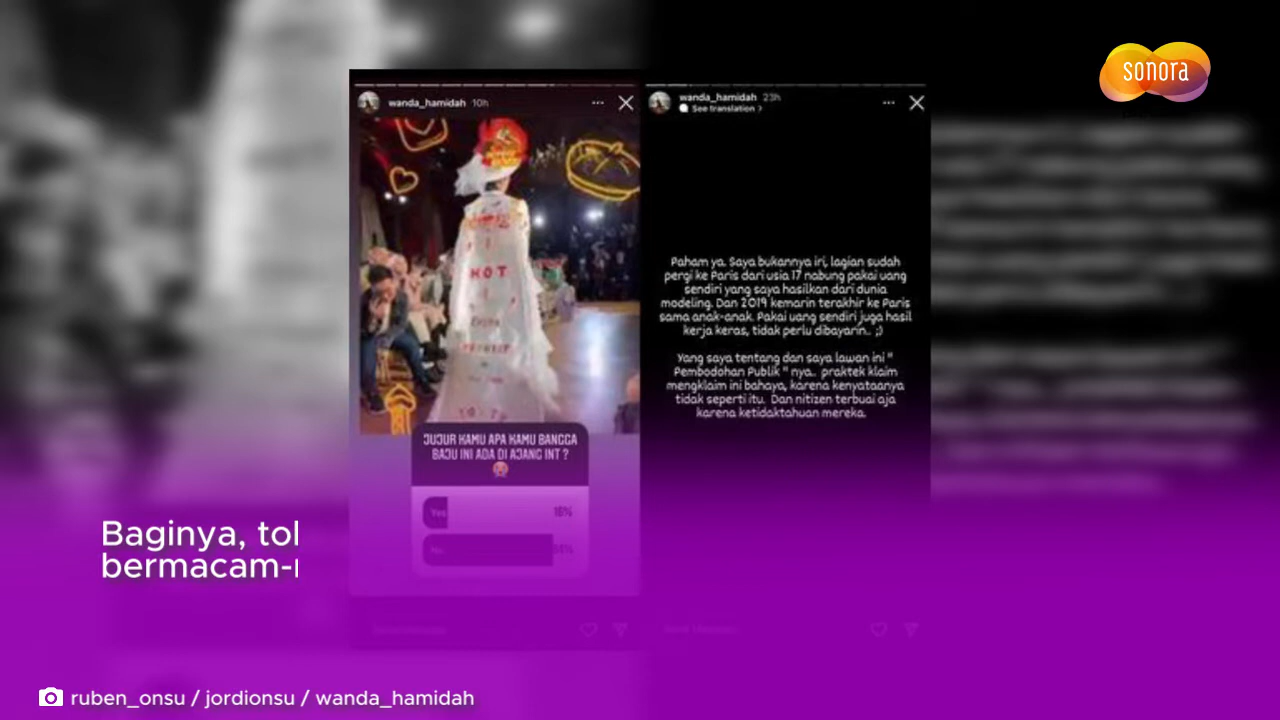 sonora
wanda_hamidah 10h
wanda_hamidah 23h
See translation >
HOT
JUJUR KAMU APA KAMU BANGGA
BAJU INI ADA DI AJANG INT ?
Yes 16%
No
Paham ya. Saya bukannya iri, lagian sudah
pergi ke Paris dari usia 17 nabung pakai uang
sendiri yang saya hasilkan dari dunia
modeling. Dan 2019 kemarin terakhir ke Paris
sama anak-anak. Pakai uang sendiri juga hasil
kerja keras, tidak perlu dibayarin.. ;)
Yang saya tentang dan saya lawan ini "
Pembodohan Publik " nya.. praktek klaim
mengklaim ini bahaya, karena kenyataanya
tidak seperti itu. Dan nitizen terbuai aja
karena ketidaktahuan mereka.
Baginya, tol
bermacam-
ruben_onsu / jordionsu / wanda_hamidah